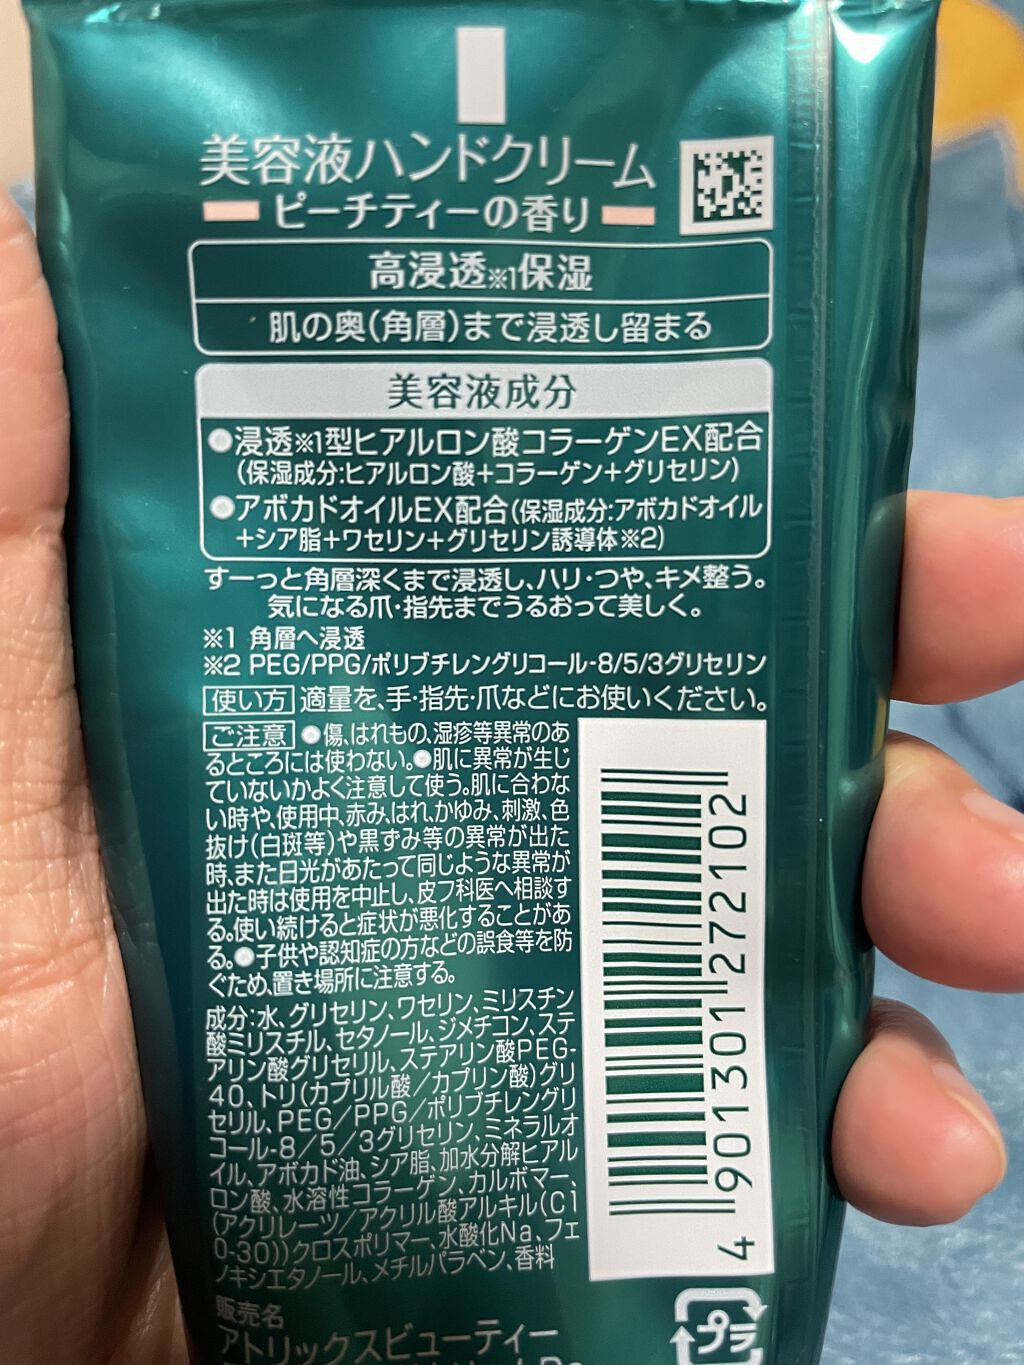 美容液ハンドクリーム
ピーチティーの香り
高浸透※1保湿
肌の奥(角層)まで浸透し留まる
美容液成分
●浸透※1型ヒアルロン酸コラーゲンEX配合
(保湿成分:ヒアルロン酸+コラーゲン+グリセリン)
●アボカドオイルEX配合(保湿成分:アボカドオイル
+シア脂+ワセリン+グリセリン誘導体※2)
すーっと角層深くまで浸透し、ハリ・つや、キメ整う。
気になる爪・指先までうるおって美しく。
※1 角層へ浸透
※2 PEG/PPG/ポリブチレングリコール-8/5/3グリセリン
使い方 適量を、手・指先・爪などにお使いください。
ご注意 ●傷、はれもの、湿疹等異常のあ
るところには使わない。●肌に異常が生じ
ていないかよく注意して使う。肌に合わな
い時や、使用中、赤み、はれ、かゆみ、刺激、色
抜け(白斑等)や黒ずみ等の異常が出た
時、また日光があたって同じような異常が
出た時は使用を中止し、皮フ科医へ相談す
る。使い続けると症状が悪化することがあ
る。●子供や認知症の方などの誤食等を防
ぐため、置き場所に注意する。
成分:水、グリセリン、ワセリン、ミリスチン
酸ミリスチル、セタノール、ジメチコン、ステ
アリン酸グリセリル、ステアリン酸PEG-
40、トリ(カプリル酸/カプリン酸)グリ
セリル、PEG/PPG/ポリブチレングリ
コール-8/5/3グリセリン、ミネラルオ
イル、アボカド油、シア脂、加水分解ヒアル
ロン酸、水溶性コラーゲン、カルボマー、
(アクリレーツ/アクリル酸アルキル(C1
0-30))クロスポリマー、水酸化Na、フェ
ノキシエタノール、メチルパラベン、香料
4 901301 272102
販売名
アトリックスビューティー
プラ